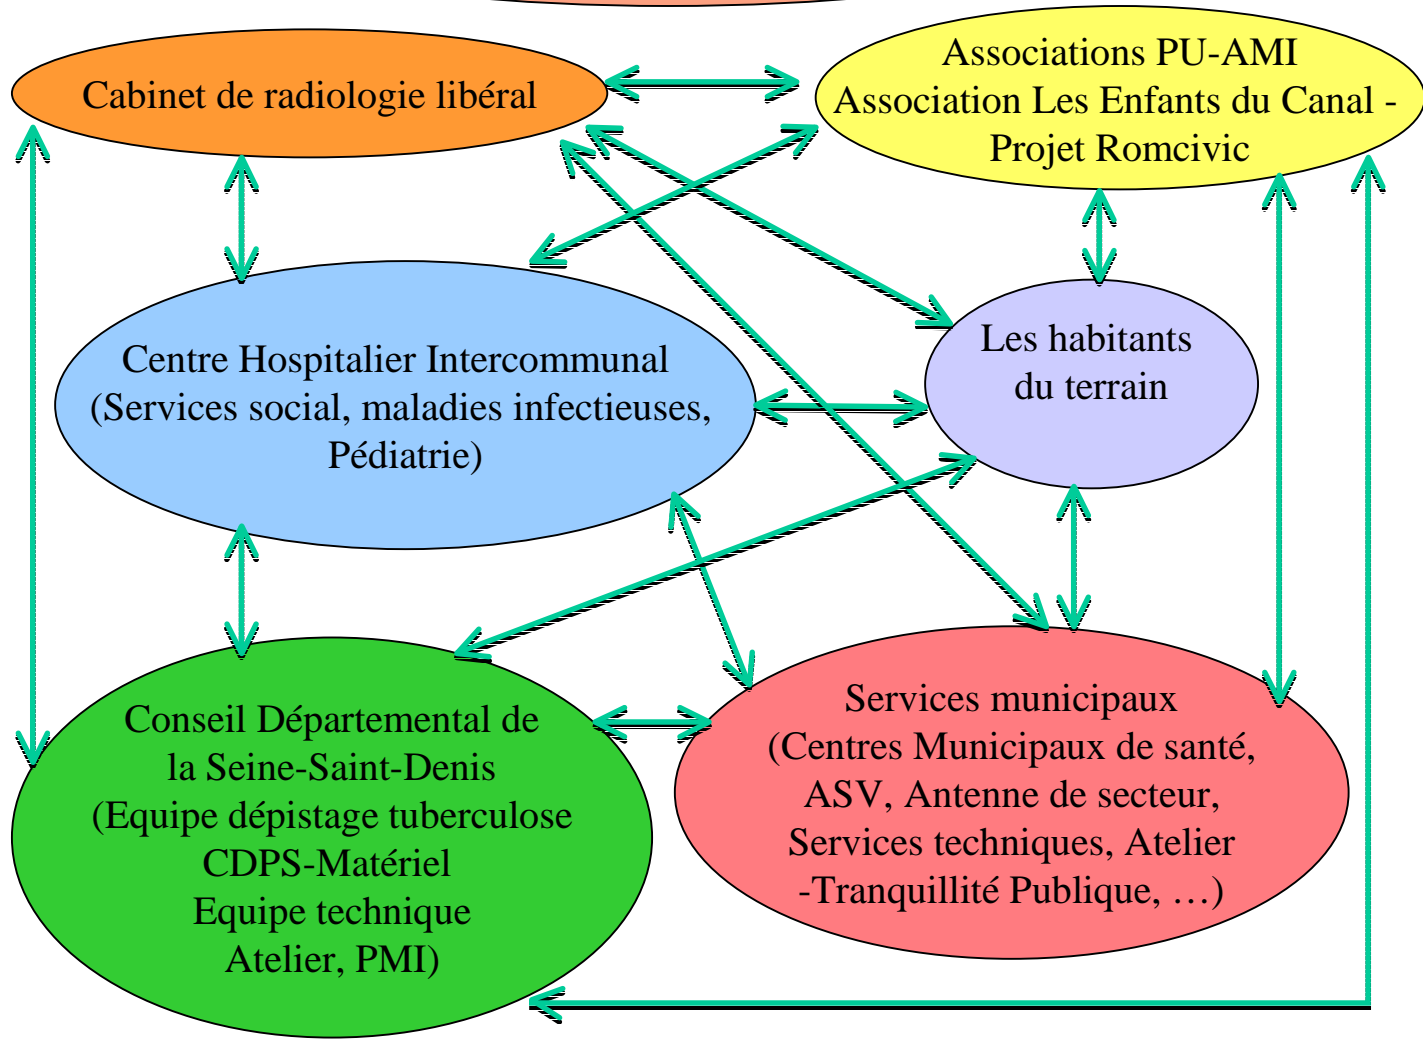 Cabinet de radiologie libéral
Associations PU-AMI
Association Les Enfants du Canal -
Projet Romcivic
Centre Hospitalier Intercommunal
(Services social, maladies infectieuses,
Pédiatrie)
Les habitants
du terrain
Conseil Départemental de
la Seine-Saint-Denis
(Equipe dépistage tuberculose
CDPS-Matériel
Equipe technique
Atelier, PMI)
Services municipaux
(Centres Municipaux de santé,
ASV, Antenne de secteur,
Services techniques, Atelier
-Tranquillité Publique, …)